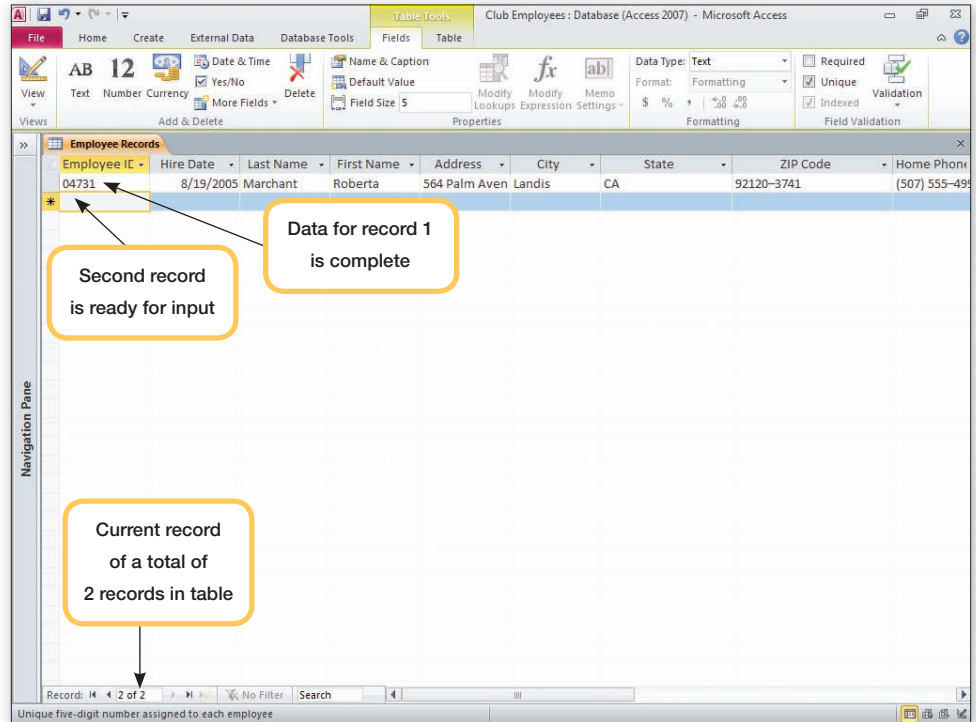 A
Table Tools
Club Employees : Database (Access 2007) - Microsoft Access
File Home Create External Data Database Tools Fields Table
View
AB Text
12 Number
Currency
Date & Time
Yes/No
More Fields
Delete
Name & Caption
Default Value
Field Size 5
Modify Lookups
fx Modify Expression
ab Memo Settings
Data Type: Text
Format: Formatting
$ % , .00 .00
Required
Unique
Indexed
Validation
Views Add & Delete Properties Formatting Field Validation
» Employee Records
Employee IE Hire Date Last Name First Name Address City State ZIP Code Home Phone
04731 8/19/2005 Marchant Roberta 564 Palm Aven Landis CA 92120–3741 (507) 555–499
Data for record 1
is complete
Second record
is ready for input
Navigation Pane
Current record
of a total of
2 records in table
Record: 2 of 2 No Filter Search
Unique five-digit number assigned to each employee